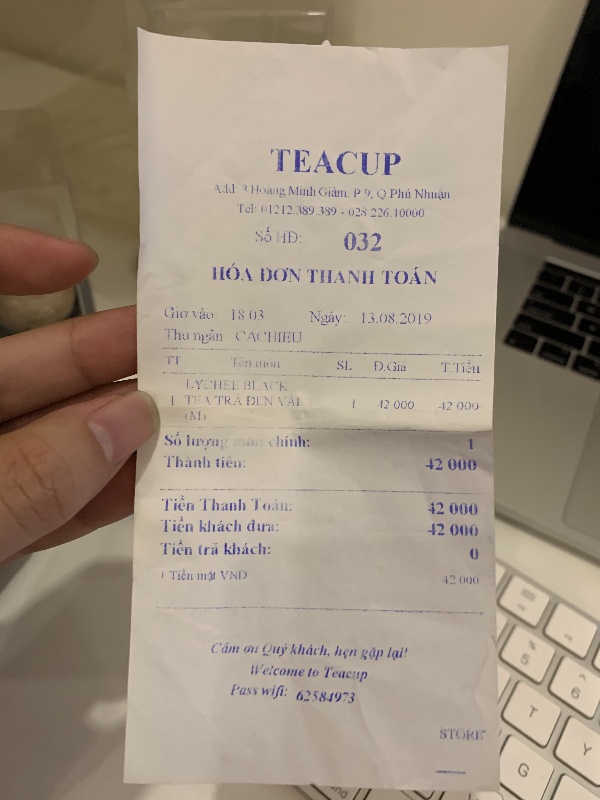 TEACUP
Add: 3 Hoàng Minh Giám, P 9, Q Phú Nhuận
Tel: 01212.389.389 - 028 226.10000
Số HĐ: 032
HÓA ĐƠN THANH TOÁN
Giờ vào 18 03 Ngày: 13.08.2019
Thu ngân CACHIEU
TT Tên món SL Đ.Giá T.Tiền
LYCHEE BLACK
1 TEA TRÀ ĐEN VẢI 1 42 000 42 000
(M)
Số lượng món chính: 1
Thành tiền: 42 000
Tiền Thanh Toán: 42 000
Tiền khách đưa: 42 000
Tiền trả khách: 0
+ Tiền mặt VND 42 000
Cảm ơn Quý khách, hẹn gặp lại!
Welcome to Teacup
Pass wifi: 62584973
STORE
%
5
^
6
T
Y
G